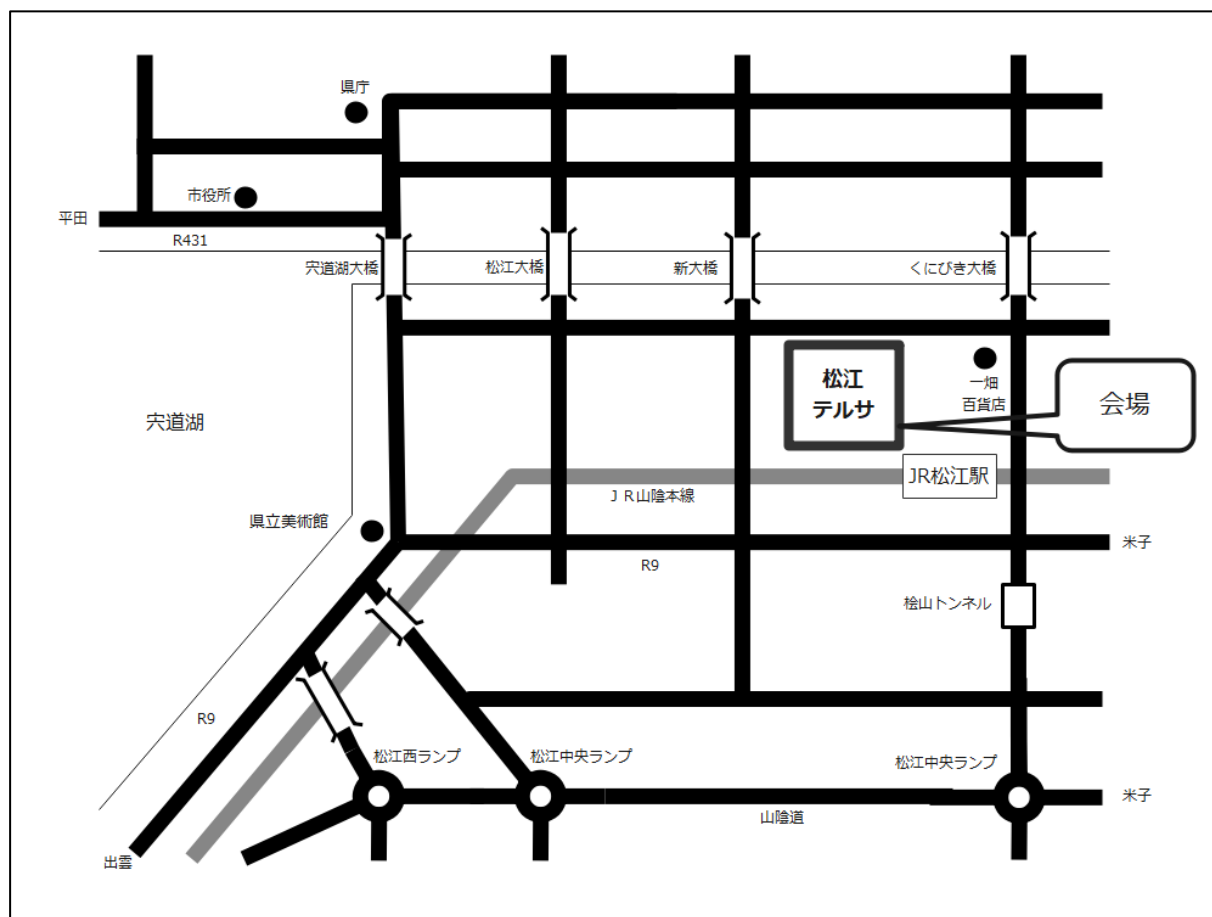 県庁
市役所
平田
R431
宍道湖大橋
松江大橋
新大橋
くにびき大橋
松江
テルサ
一畑
百貨店
会場
宍道湖
JR松江駅
ＪＲ山陰本線
県立美術館
R9
米子
桧山トンネル
R9
松江西ランプ
松江中央ランプ
松江中央ランプ
米子
山陰道
出雲